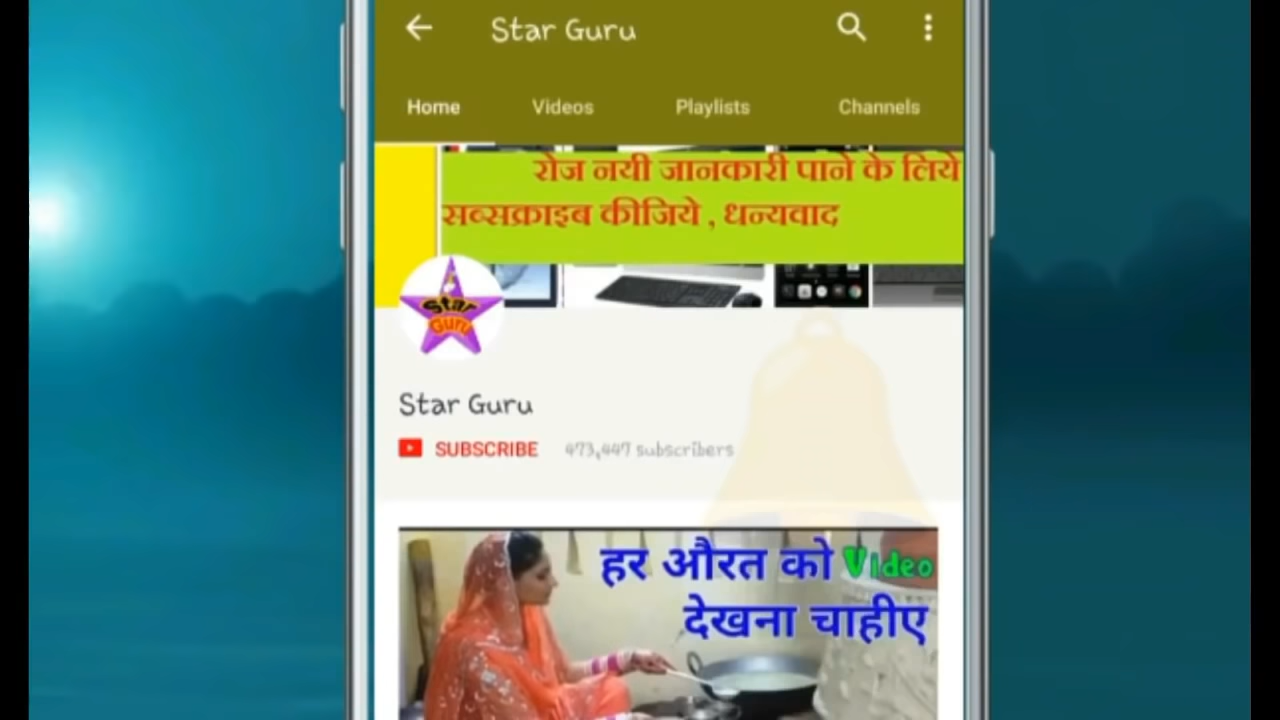 Star Guru
Home Videos Playlists Channels
रोज नयी जानकारी पाने के लिये
सब्सक्राइब कीजिये , धन्यवाद
Star
Guru
Star Guru
SUBSCRIBE 473,447 subscribers
हर औरत को Video
देखना चाहीए